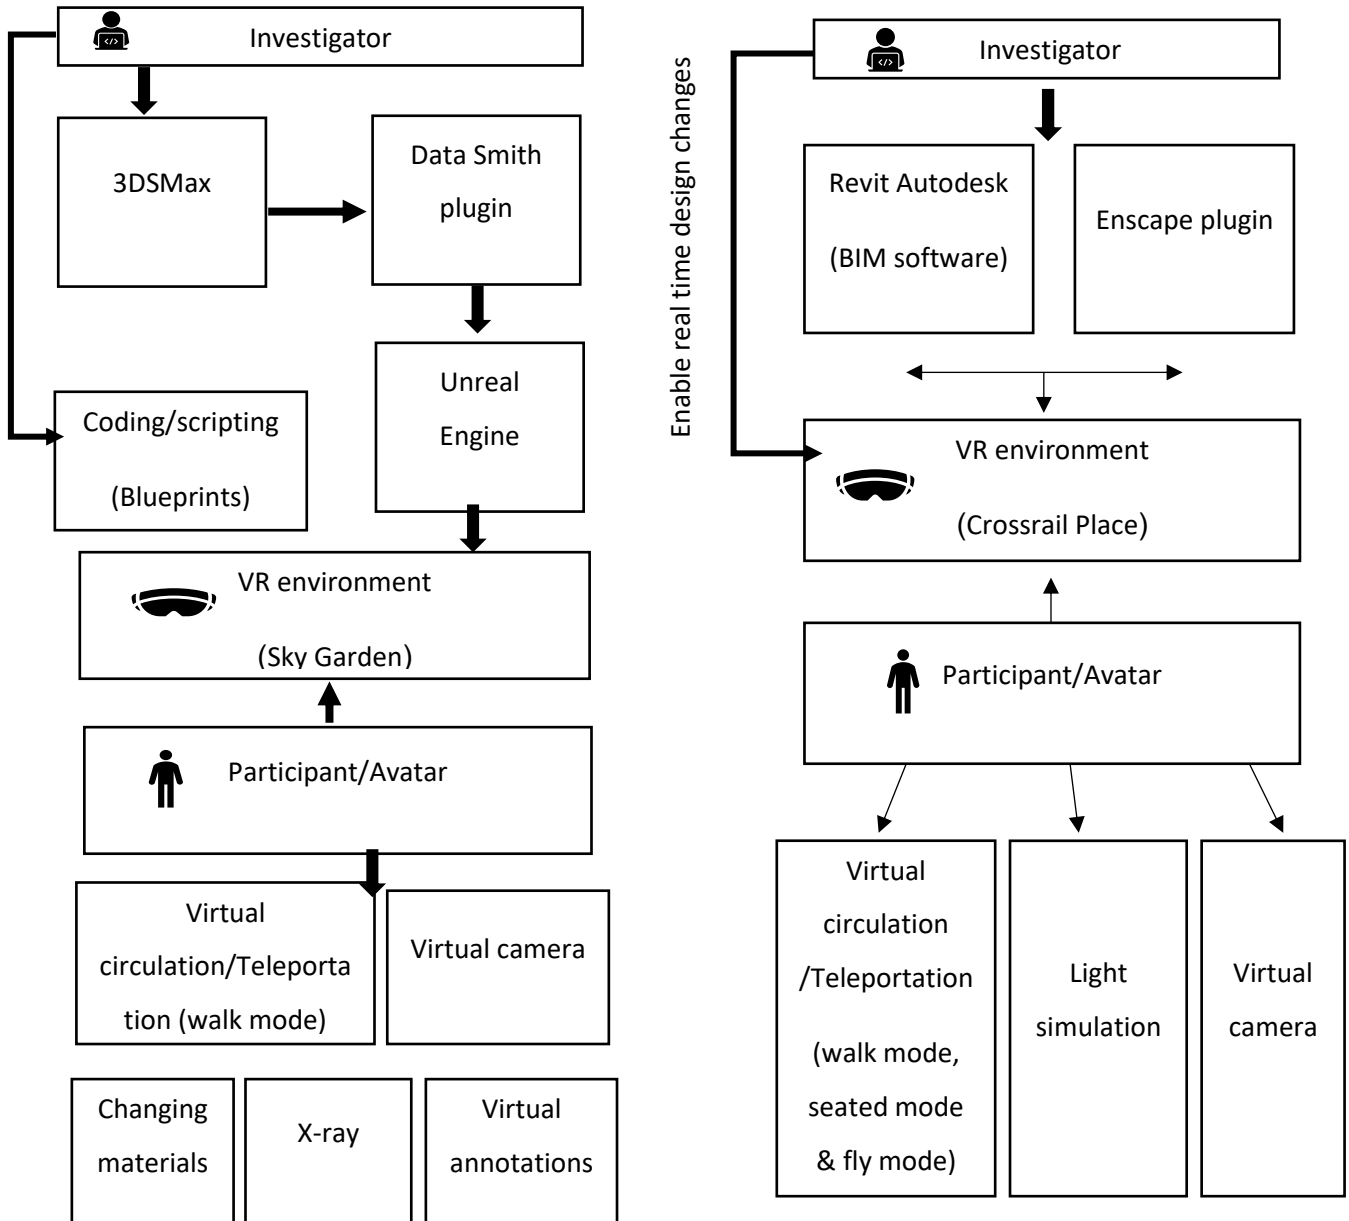 Investigator
3DSMax
Data Smith
plugin
Unreal
Engine
Coding/scripting
(Blueprints)
VR environment
(Sky Garden)
Participant/Avatar
Virtual
circulation/Teleporta
tion (walk mode)
Virtual camera
Changing
materials
X-ray
Virtual
annotations
Enable real time design changes
Investigator
Revit Autodesk
(BIM software)
Enscape plugin
VR environment
(Crossrail Place)
Participant/Avatar
Virtual
circulation
/Teleportation
(walk mode,
seated mode
& fly mode)
Light
simulation
Virtual
camera